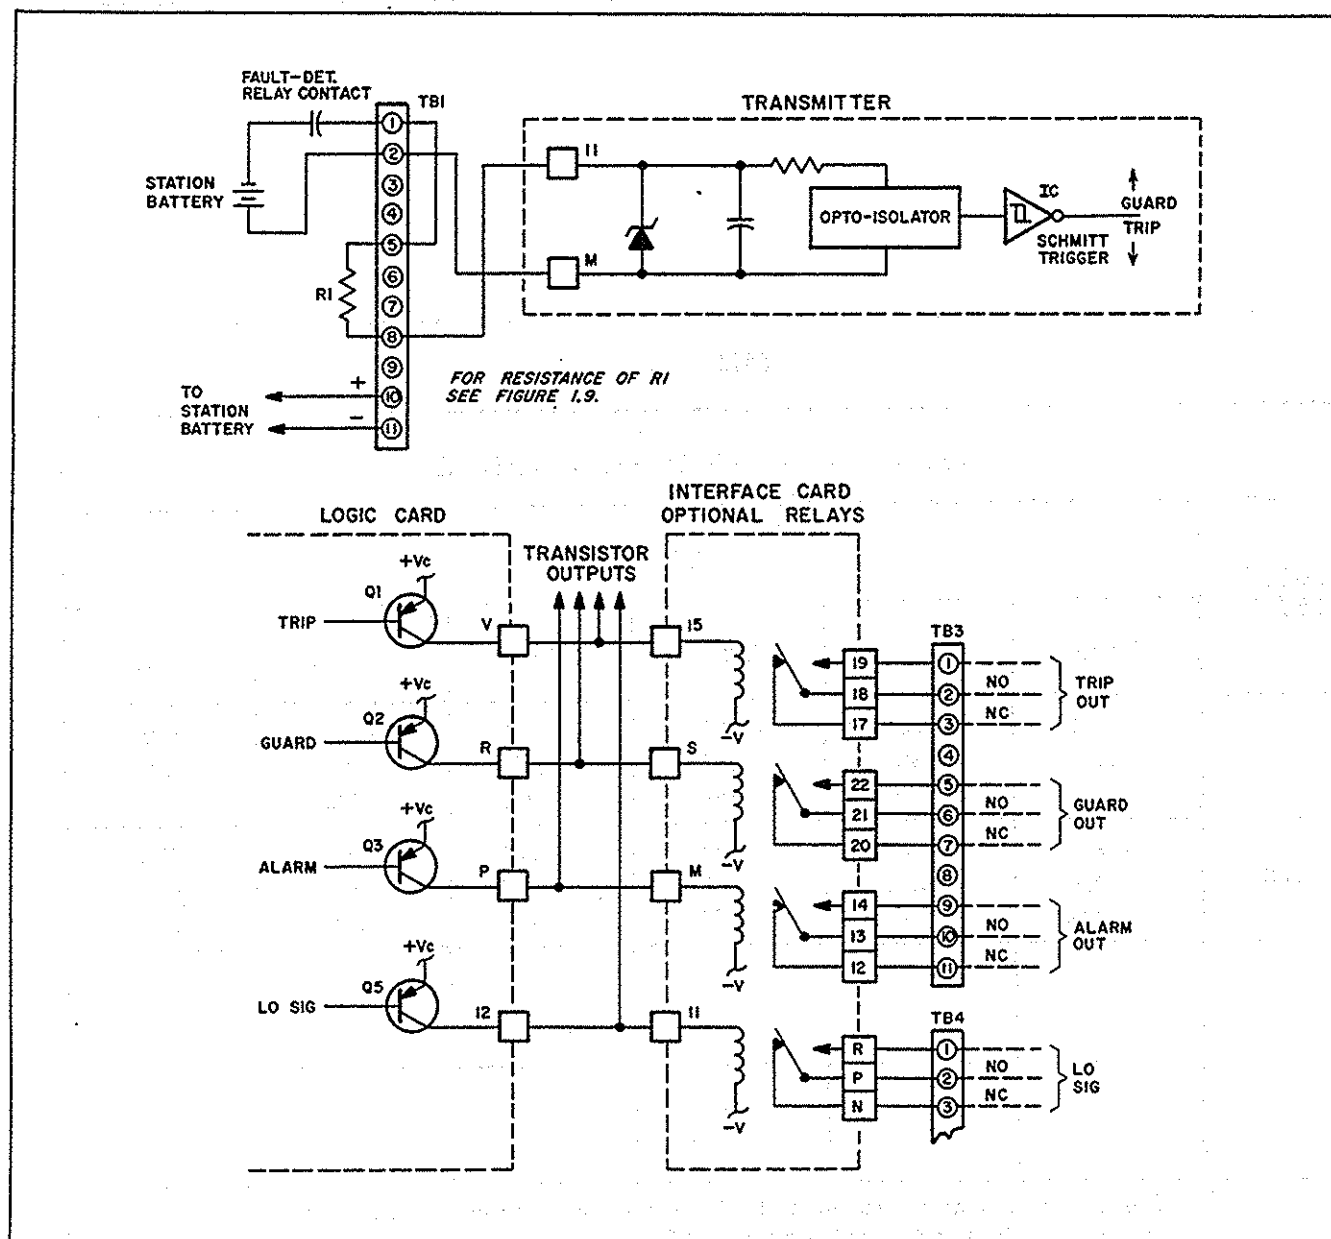 FAULT-DET.
RELAY CONTACT
TB1
TRANSMITTER
1
2
3
4
5
6
7
8
9
10
11
STATION
BATTERY
R1
11
M
OPTO-ISOLATOR
IC
SCHMITT
TRIGGER
GUARD
TRIP
+
-
TO
STATION
BATTERY
FOR RESISTANCE OF R1
SEE FIGURE 1.9.
LOGIC CARD
TRANSISTOR
OUTPUTS
INTERFACE CARD
OPTIONAL RELAYS
+Vc
Q1
TRIP
V
15
-V
19
18
17
TB3
1
2
3
NO
NC
TRIP
OUT
4
+Vc
Q2
GUARD
R
S
-V
22
21
20
5
6
7
NO
NC
GUARD
OUT
8
+Vc
Q3
ALARM
P
M
-V
14
13
12
9
10
11
NO
NC
ALARM
OUT
+Vc
Q5
LO SIG
12
11
-V
R
P
N
TB4
1
2
3
NO
NC
LO
SIG